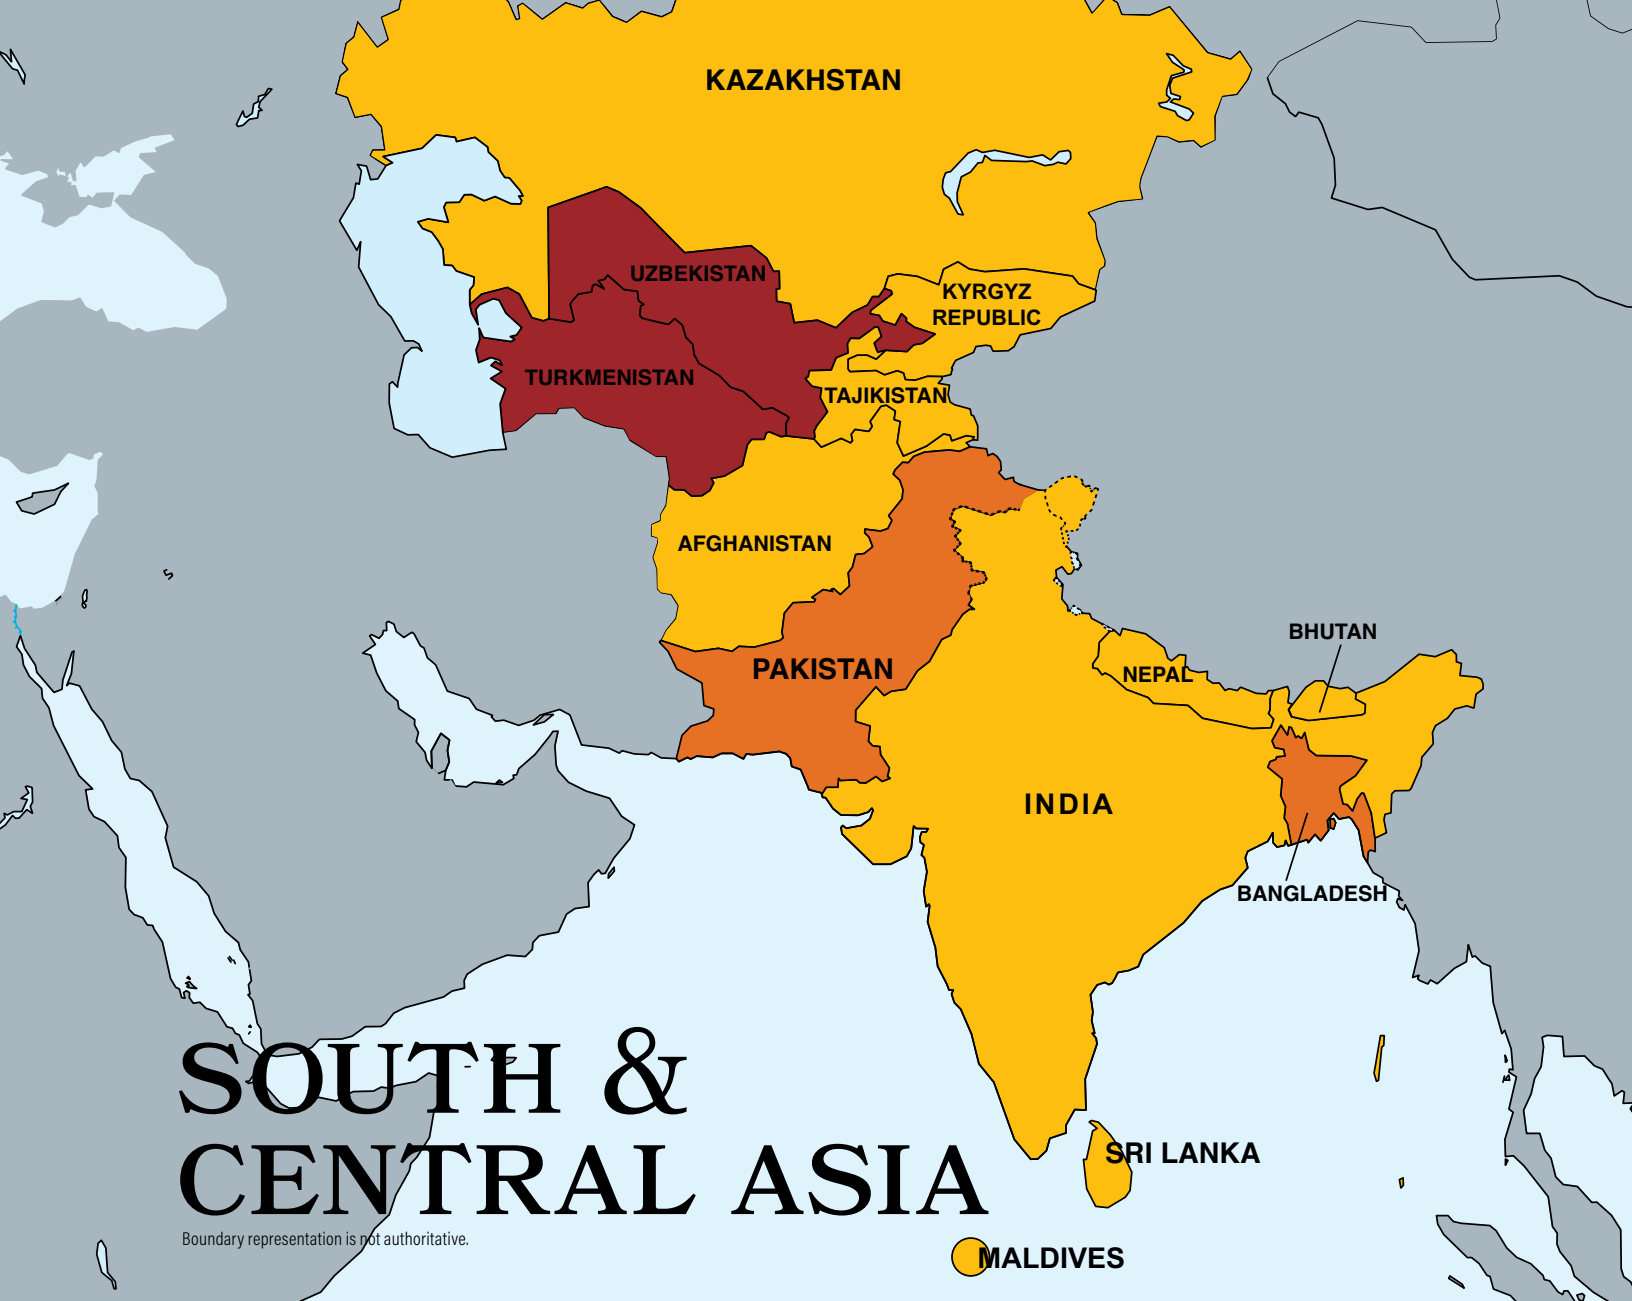 KAZAKHSTAN
UZBEKISTAN
KYRGYZ
REPUBLIC
TURKMENISTAN
TAJIKISTAN
AFGHANISTAN
BHUTAN
PAKISTAN
NEPAL
INDIA
BANGLADESH
SOUTH &
CENTRAL ASIA
SRI LANKA
Boundary representation is not authoritative.
MALDIVES